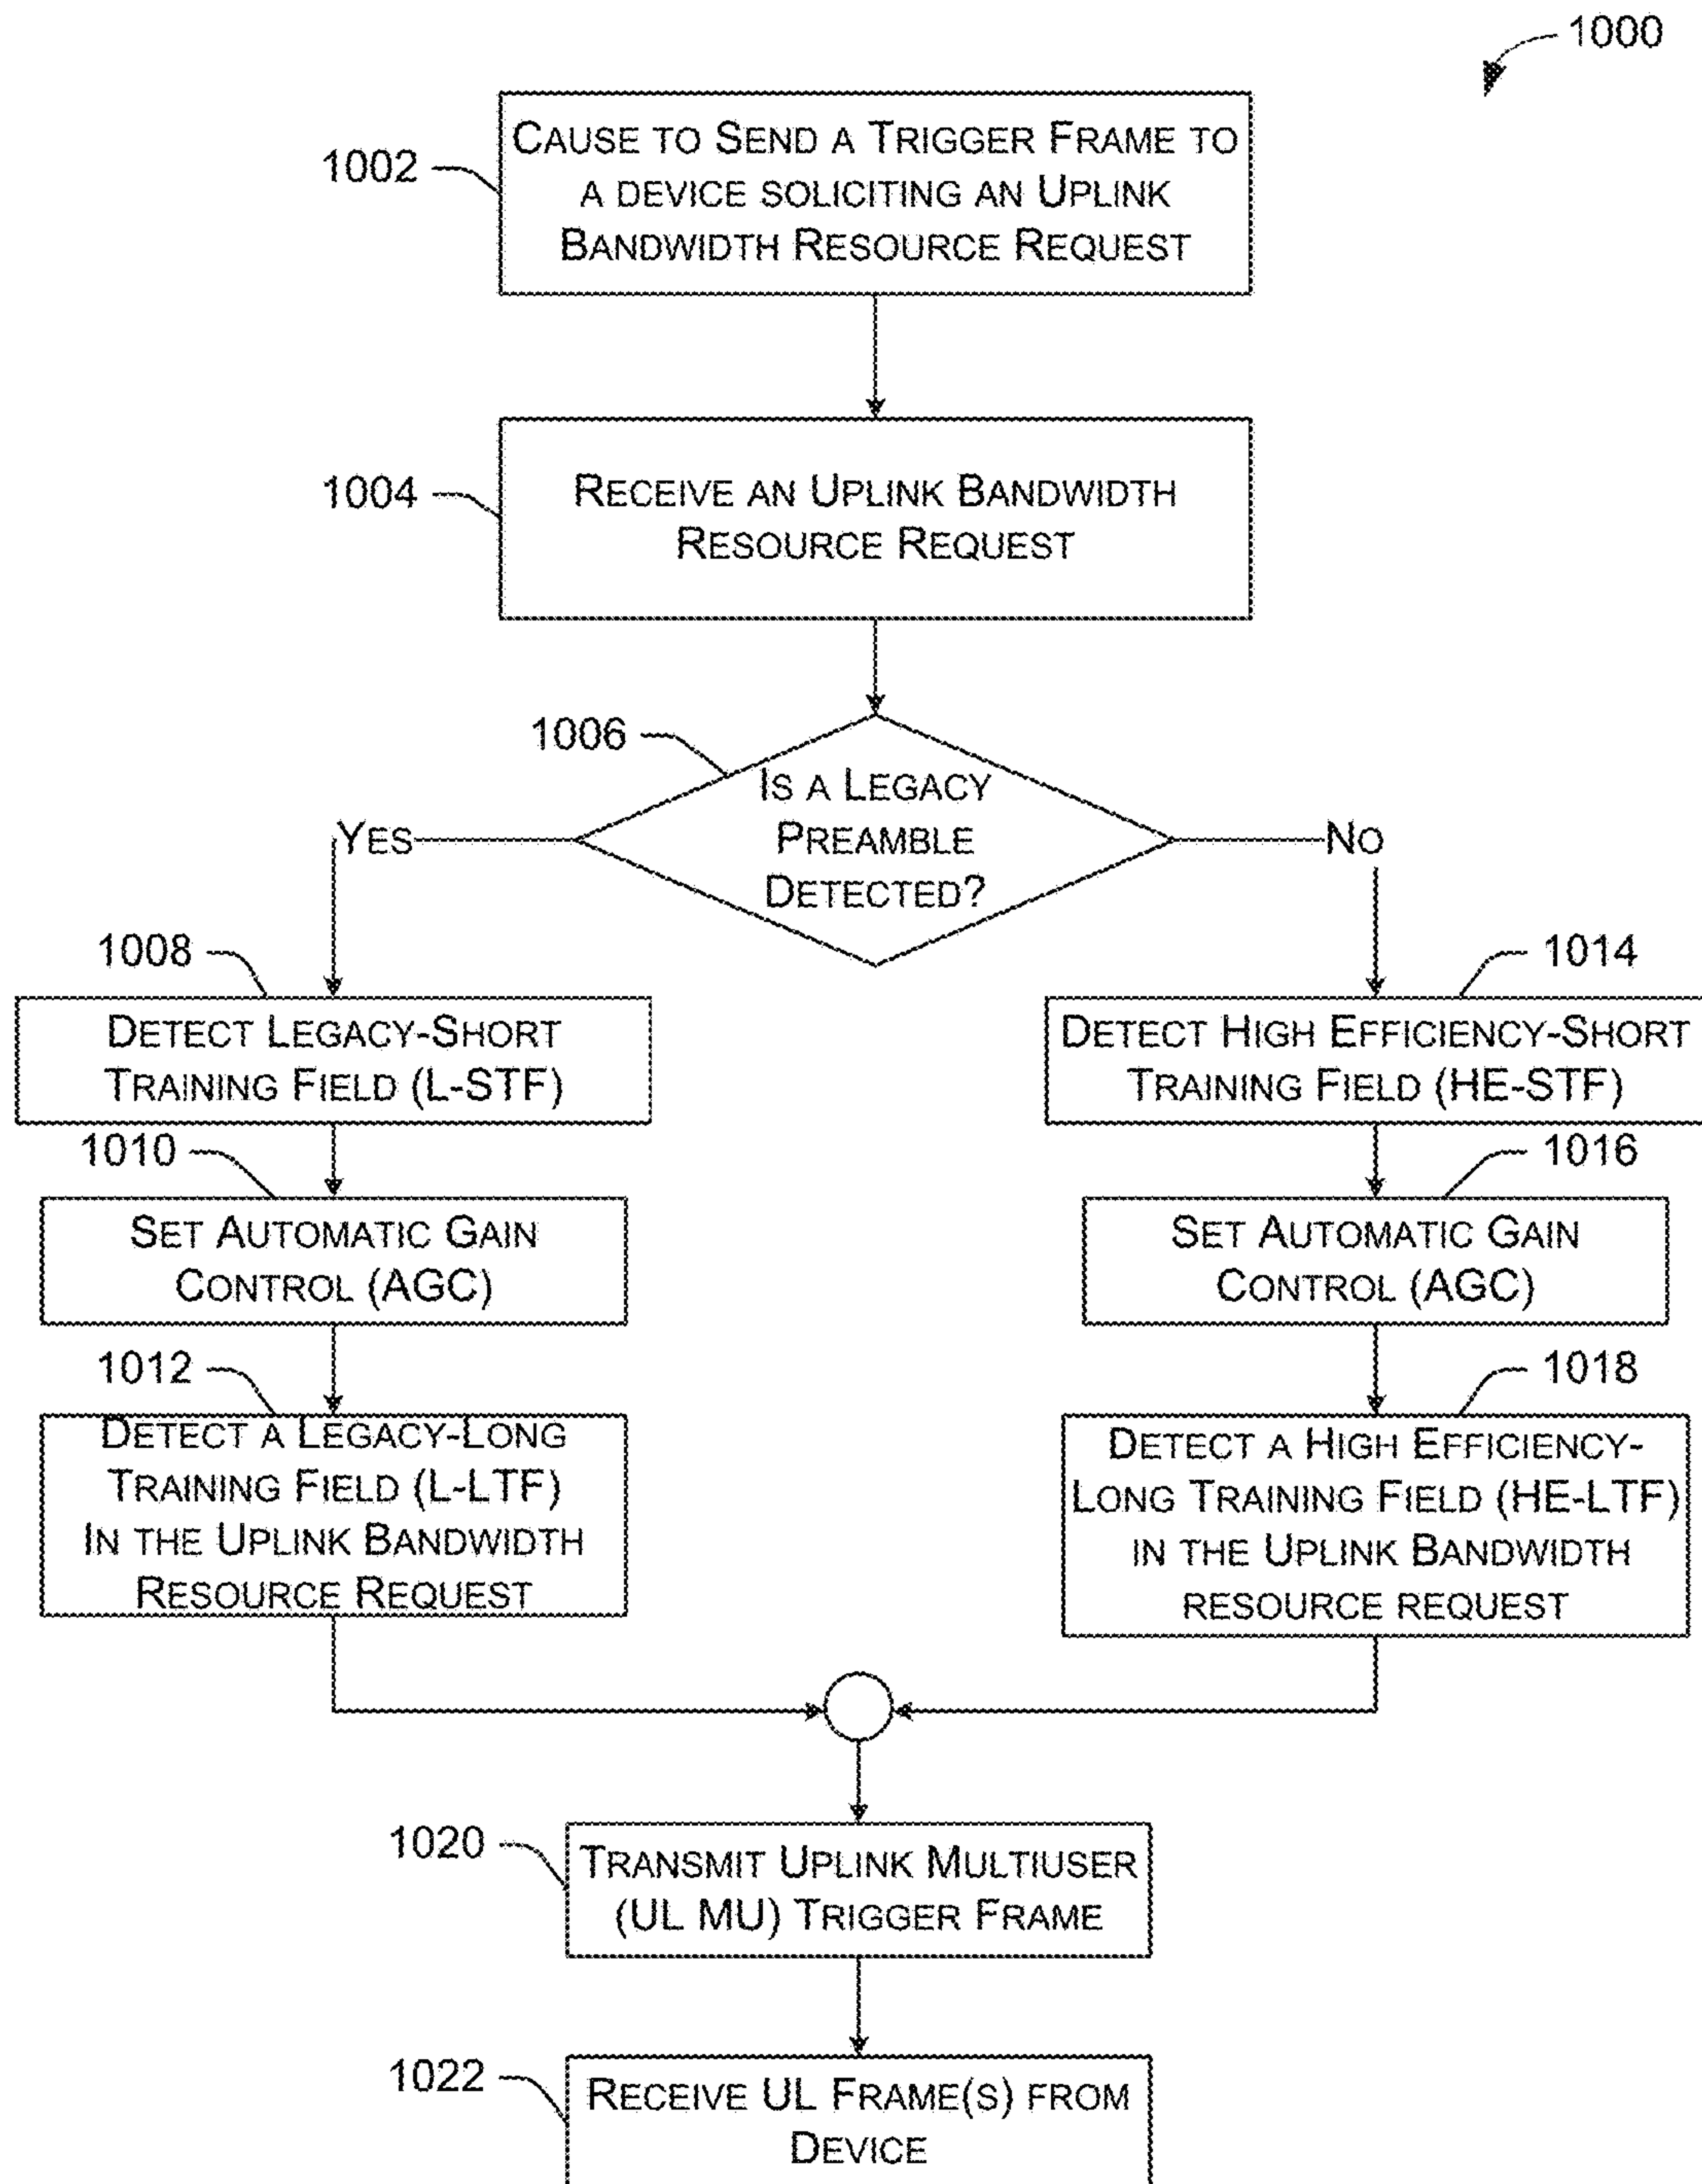 1000
1002
CAUSE TO SEND A TRIGGER FRAME TO
A DEVICE SOLICITING AN UPLINK
BANDWIDTH RESOURCE REQUEST
1004
RECEIVE AN UPLINK BANDWIDTH
RESOURCE REQUEST
1006
IS A LEGACY
PREAMBLE
DETECTED?
YES
NO
1008
DETECT LEGACY-SHORT
TRAINING FIELD (L-STF)
1010
SET AUTOMATIC GAIN
CONTROL (AGC)
1012
DETECT A LEGACY-LONG
TRAINING FIELD (L-LTF)
IN THE UPLINK BANDWIDTH
RESOURCE REQUEST
1014
DETECT HIGH EFFICIENCY-SHORT
TRAINING FIELD (HE-STF)
1016
SET AUTOMATIC GAIN
CONTROL (AGC)
1018
DETECT A HIGH EFFICIENCY-
LONG TRAINING FIELD (HE-LTF)
IN THE UPLINK BANDWIDTH
RESOURCE REQUEST
1020
TRANSMIT UPLINK MULTIUSER
(UL MU) TRIGGER FRAME
1022
RECEIVE UL FRAME(S) FROM
DEVICE